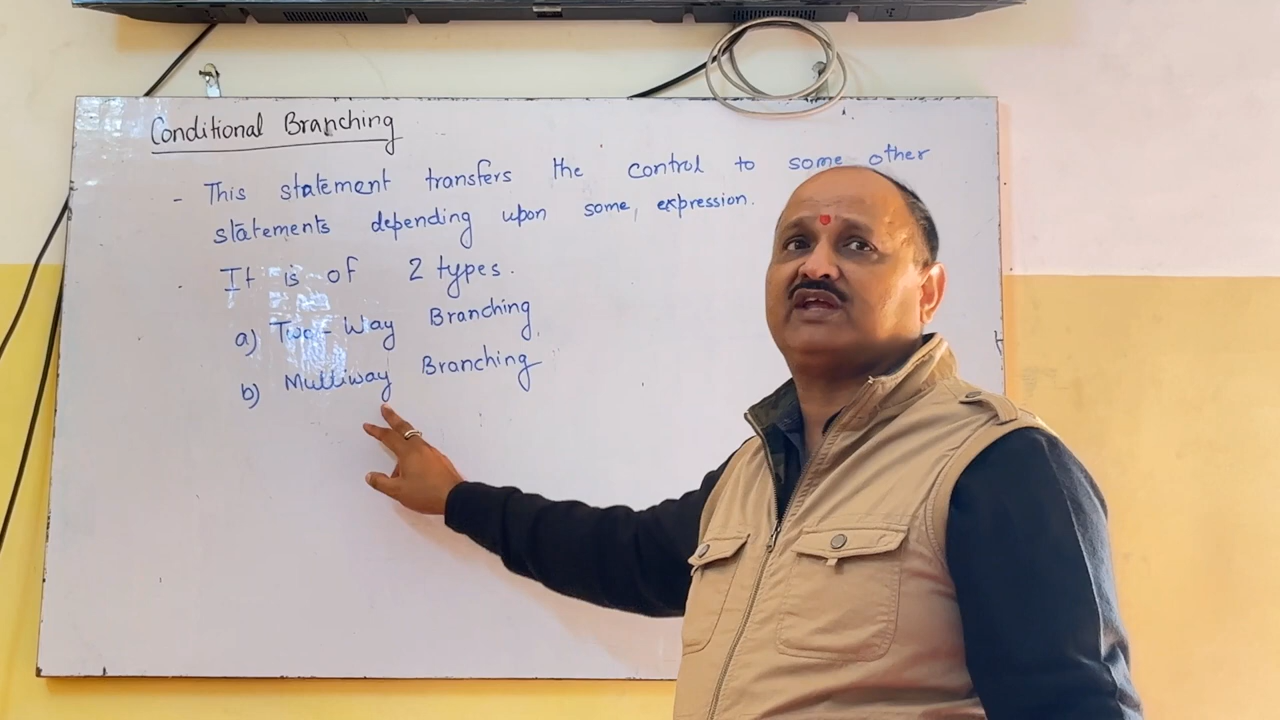 Conditional Branching
- This statement transfers the control to some other
statements depending upon some, expression.
It is of 2 types.
a) Two-Way Branching
b) Multiway Branching